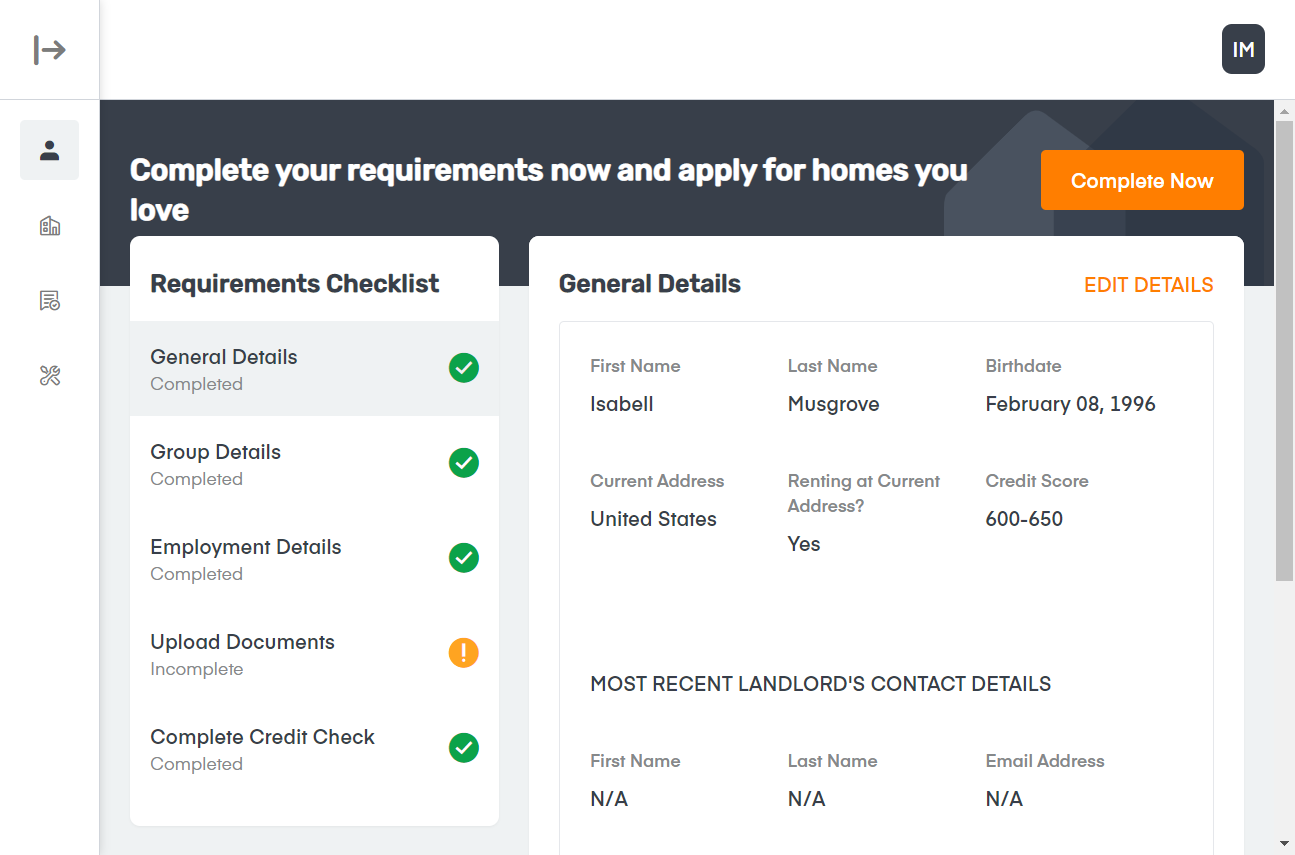 IM
Complete your requirements now and apply for homes you
love
Complete Now
Requirements Checklist
General Details
Completed
Group Details
Completed
Employment Details
Completed
Upload Documents
Incomplete
Complete Credit Check
Completed
General Details
EDIT DETAILS
First Name
Last Name
Birthdate
Isabell
Musgrove
February 08, 1996
Current Address
United States
Renting at Current
Address?
Yes
Credit Score
600-650
MOST RECENT LANDLORD'S CONTACT DETAILS
First Name
Last Name
Email Address
N/A
N/A
N/A